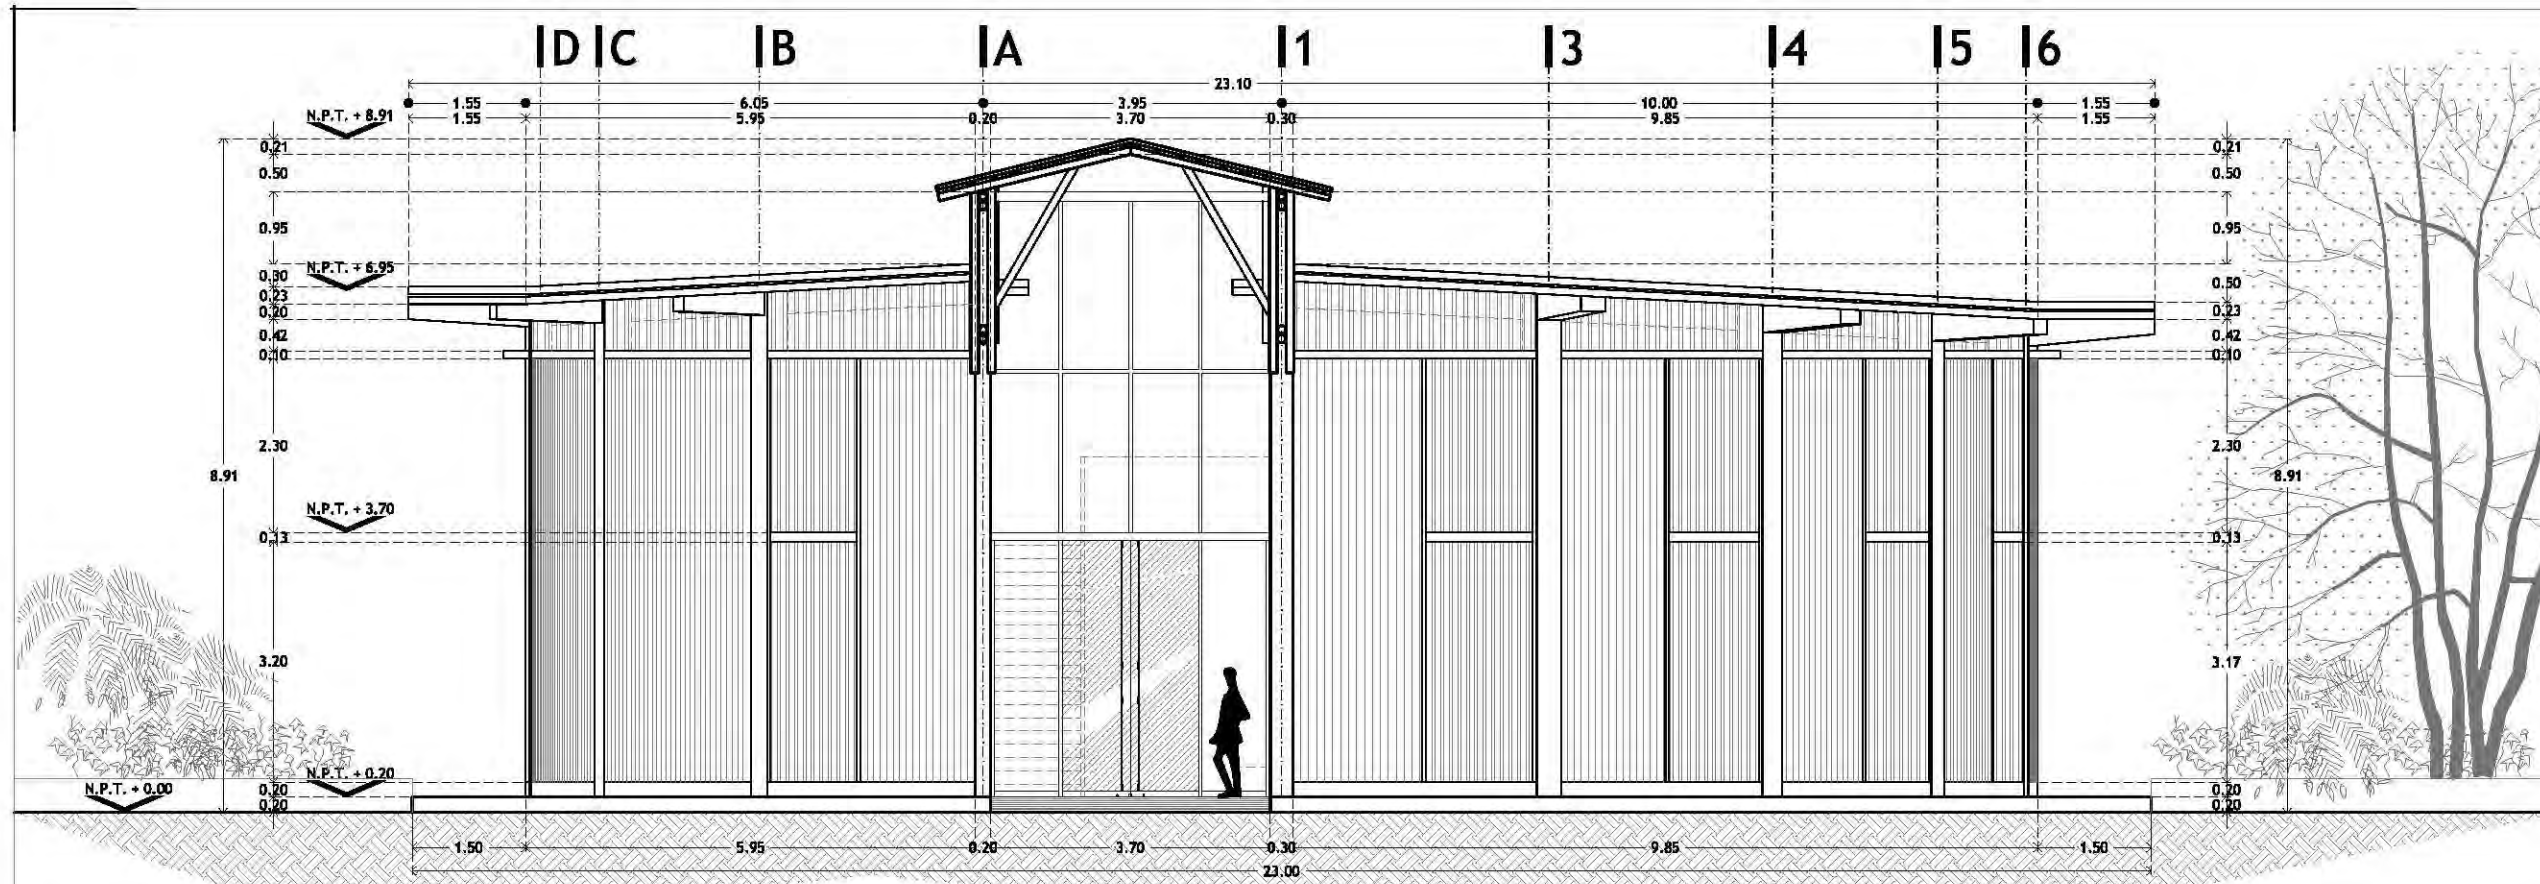 D C B A 1 3 4 5 6
23.10
1.55 6.05 3.95 10.00 1.55
1.55 5.95 0.20 3.70 0.30 9.85 1.55
N.P.T. + 8.91
0.21 0.21
0.50 0.50
0.95 0.95
N.P.T. + 6.95
0.30 0.50
0.23 0.23
0.20
0.42 0.42
0.10 0.10
2.30 2.30
8.91 8.91
N.P.T. + 3.70
0.13 0.13
3.20 3.17
N.P.T. + 0.20
N.P.T. + 0.00
0.20 0.20
0.20 0.20
1.50 5.95 0.20 3.70 0.30 9.85 1.50
23.00